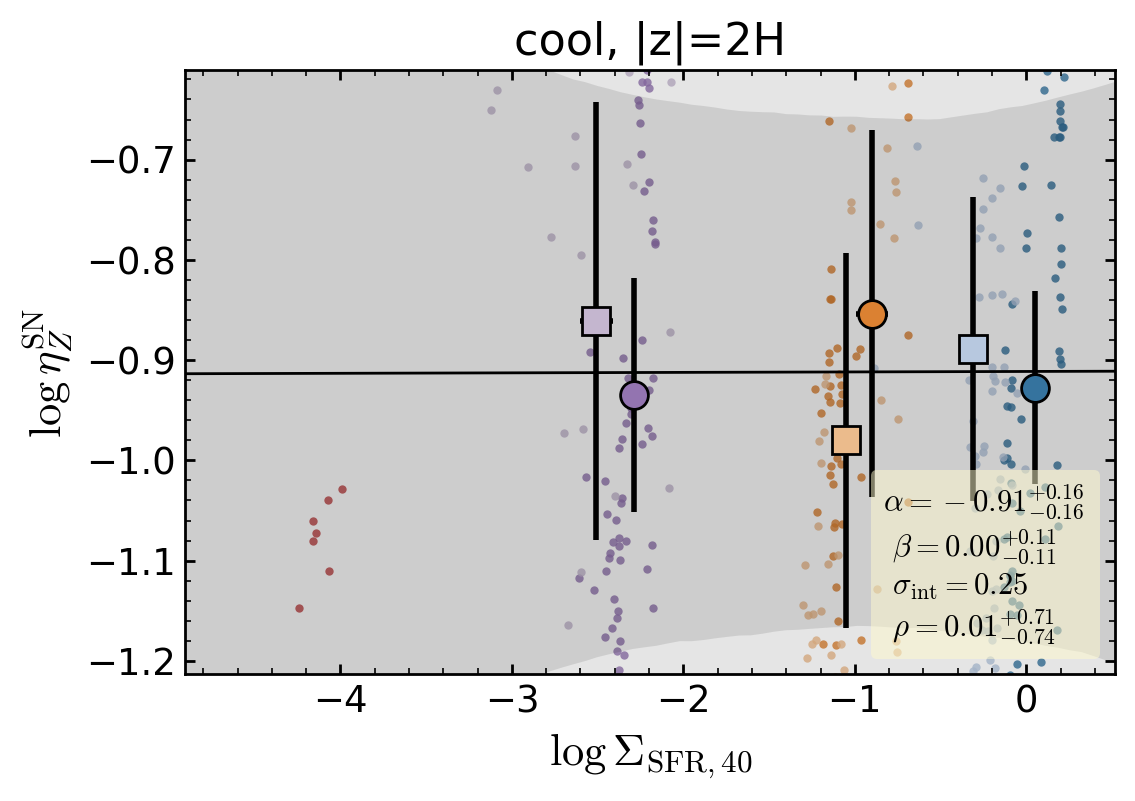 cool, |z|=2H
log η_Z^SN
−0.7
−0.8
−0.9
−1.0
−1.1
−1.2
α = −0.91^{+0.16}_{−0.16}
β = 0.00^{+0.11}_{−0.11}
σ_int = 0.25
ρ = 0.01^{+0.71}_{−0.74}
−4 −3 −2 −1 0
log Σ_{SFR, 40}